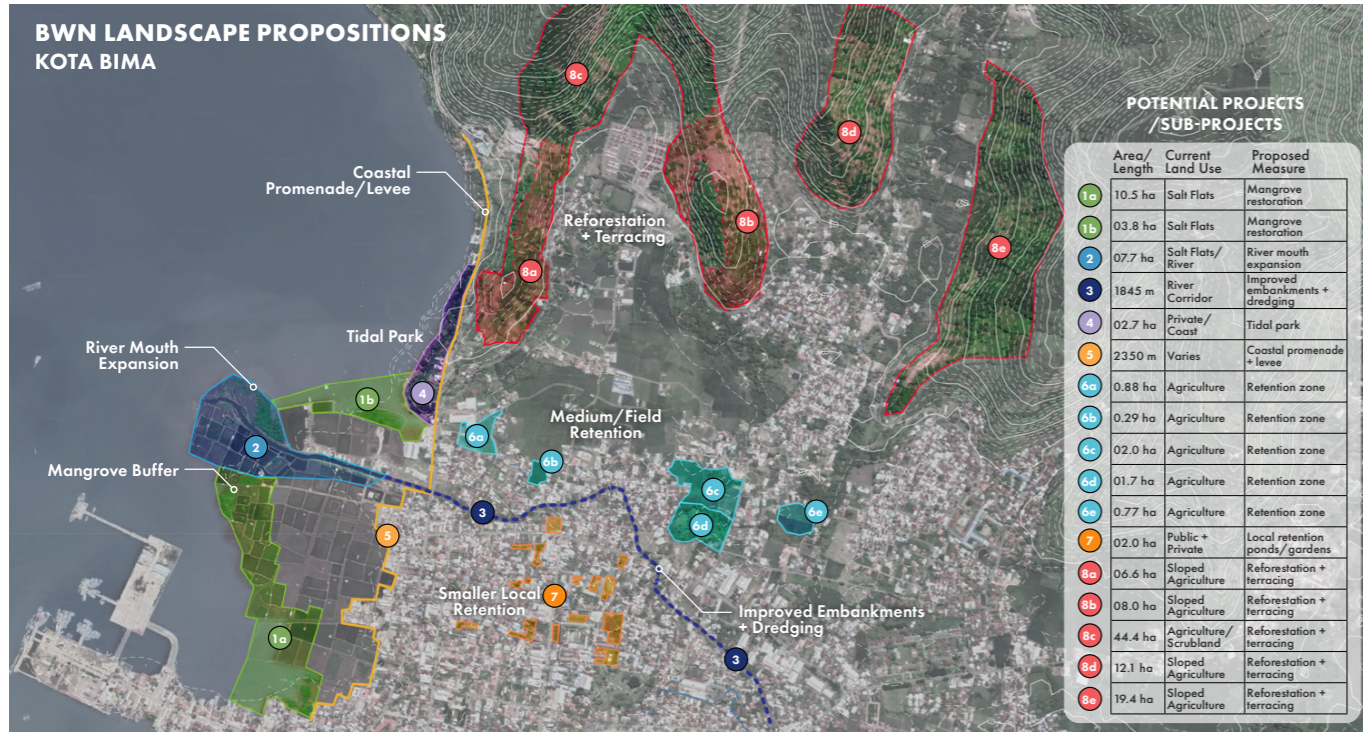 BWN LANDSCAPE PROPOSITIONS
KOTA BIMA
Coastal
Promenade/Levee
Reforestation
+ Terracing
Tidal Park
River Mouth
Expansion
Medium/Field
Retention
Mangrove Buffer
Smaller Local
Retention
Improved Embankments
+ Dredging
8c
8d
8b
8e
8a
1b
4
6a
2
6b
6c
6d
6e
3
5
7
1a
3
POTENTIAL PROJECTS
/SUB-PROJECTS
Area/ Current Proposed
Length Land Use Measure
1a 10.5 ha Salt Flats Mangrove
restoration
1b 03.8 ha Salt Flats Mangrove
restoration
2 07.7 ha Salt Flats/ River mouth
River expansion
3 1845 m River Improved
Corridor embankments +
dredging
4 02.7 ha Private/ Tidal park
Coast
5 2350 m Varies Coastal promenade
+ levee
6a 0.88 ha Agriculture Retention zone
6b 0.29 ha Agriculture Retention zone
6c 02.0 ha Agriculture Retention zone
6d 01.7 ha Agriculture Retention zone
6e 0.77 ha Agriculture Retention zone
7 02.0 ha Public + Local retention
Private ponds/gardens
8a 06.6 ha Sloped Reforestation +
Agriculture terracing
8b 08.0 ha Sloped Reforestation +
Agriculture terracing
8c 44.4 ha Agriculture/ Reforestation +
Scrubland terracing
8d 12.1 ha Sloped Reforestation +
Agriculture terracing
8e 19.4 ha Sloped Reforestation +
Agriculture terracing